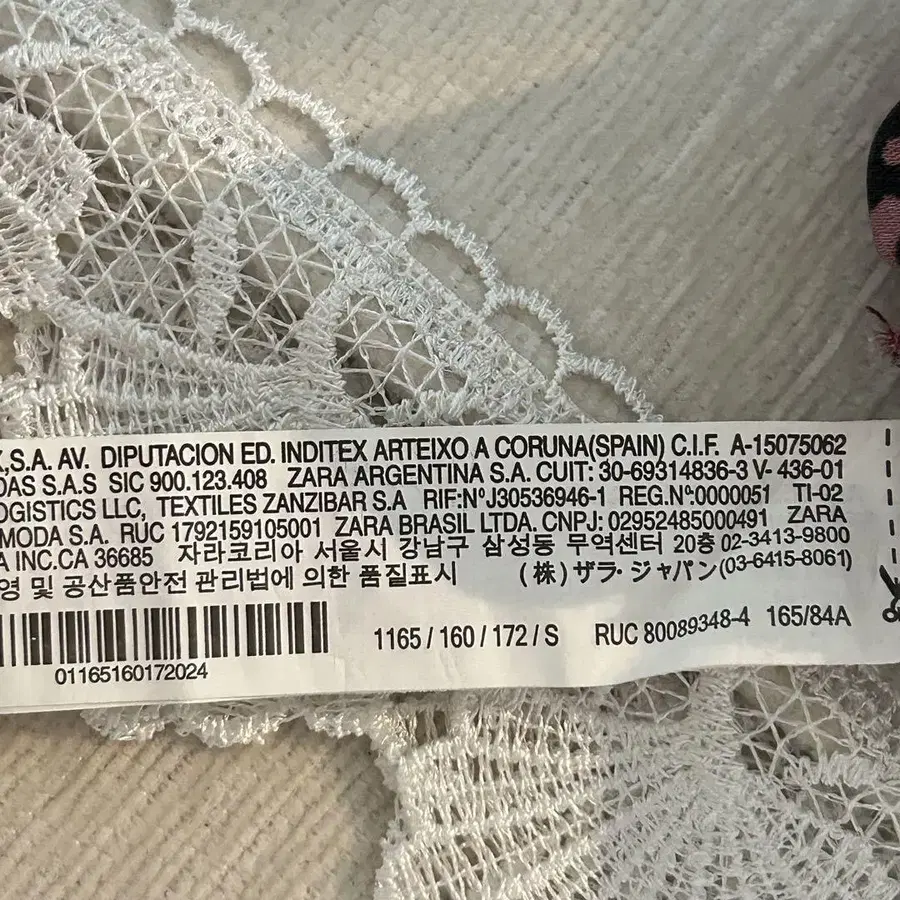 ,S.A. AV. DIPUTACION ED. INDITEX ARTEIXO A CORUNA(SPAIN) C.I.F. A-15075062
DAS S.A.S SIC 900.123.408 ZARA ARGENTINA S.A. CUIT: 30-69314836-3 V- 436-01
OGISTICS LLC, TEXTILES ZANZIBAR S.A RIF:NºJ30536946-1 REG.Nº:0000051 TI-02
MODA S.A. RUC 1792159105001 ZARA BRASIL LTDA. CNPJ: 02952485000491 ZARA
A INC.CA 36685 자라코리아 서울시 강남구 삼성동 무역센터 20층 02-3413-9800
영 및 공산품안전 관리법에 의한 품질표시 (株)ザラ・ジャパン(03-6415-8061)
1165 / 160 / 172 / S RUC 80089348-4 165/84A
01165160172024